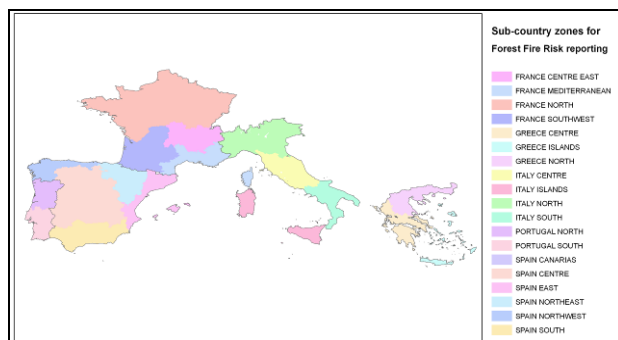 Sub-country zones for
Forest Fire Risk reporting
FRANCE CENTRE EAST
FRANCE MEDITERRANEAN
FRANCE NORTH
FRANCE SOUTHWEST
GREECE CENTRE
GREECE ISLANDS
GREECE NORTH
ITALY CENTRE
ITALY ISLANDS
ITALY NORTH
ITALY SOUTH
PORTUGAL NORTH
PORTUGAL SOUTH
SPAIN CANARIAS
SPAIN CENTRE
SPAIN EAST
SPAIN NORTHEAST
SPAIN NORTHWEST
SPAIN SOUTH